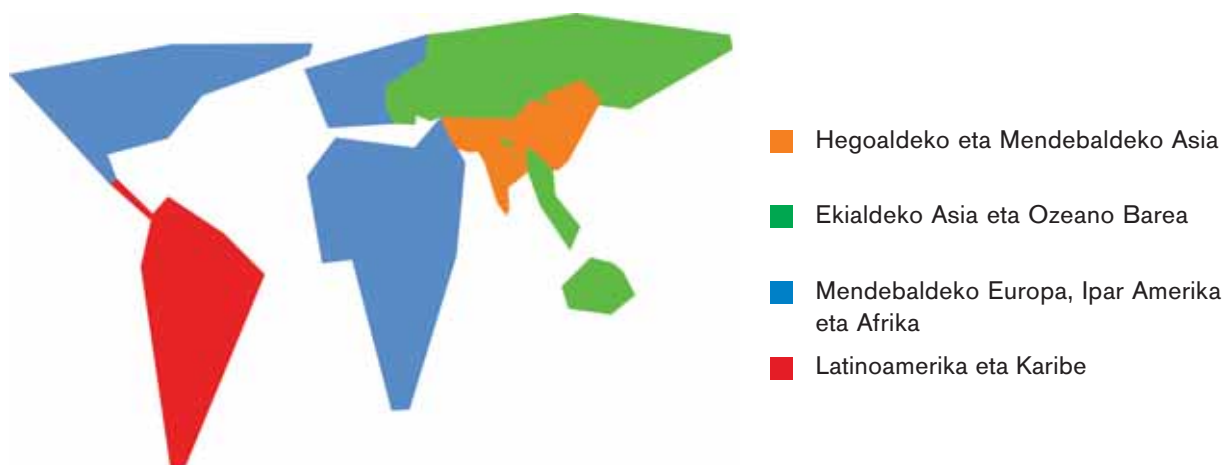 Hegoaldeko eta Mendebaldeko Asia
Ekialdeko Asia eta Ozeano Barea
Mendebaldeko Europa, Ipar Amerika
eta Afrika
Latinoamerika eta Karibe